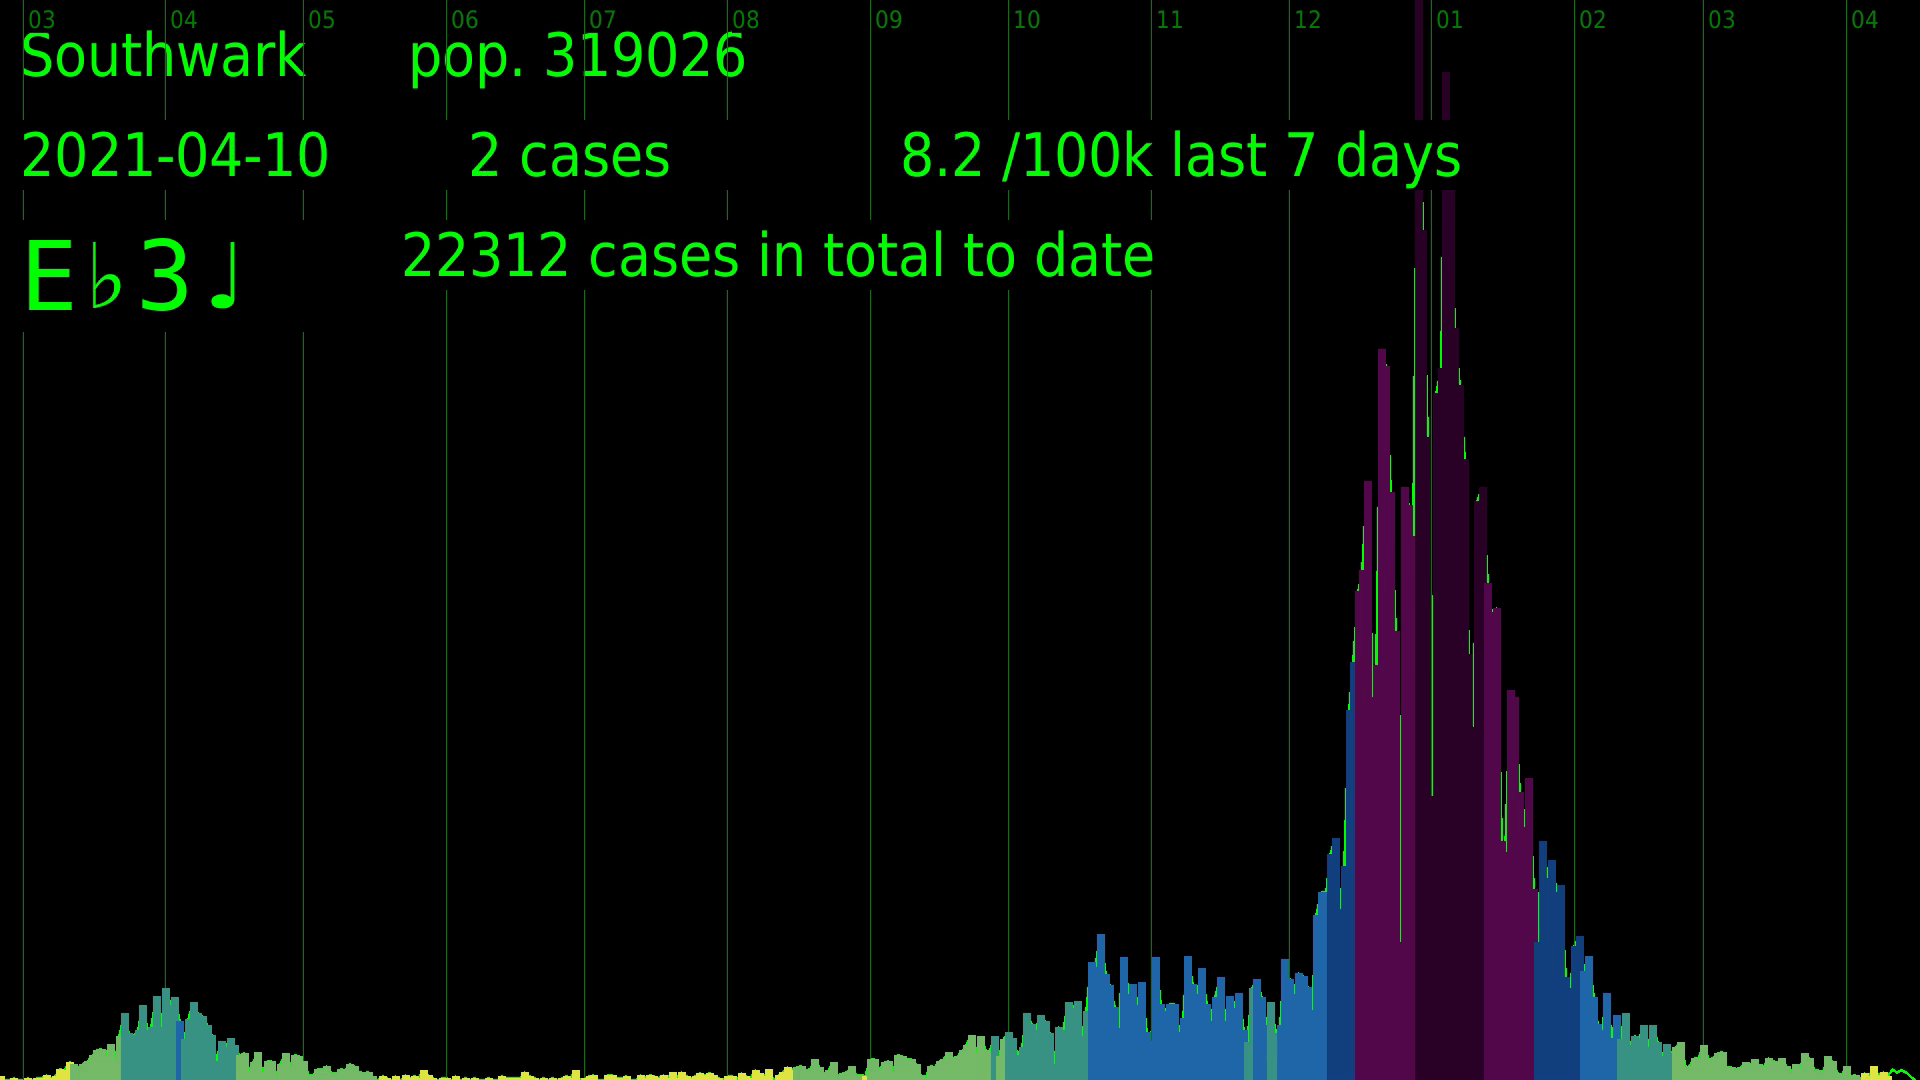 03 04 05 06 07 08 09 10 11 12 01 02 03 04
Southwark pop. 319026
2021-04-10 2 cases 8.2 /100k last 7 days
E♭3♩ 22312 cases in total to date